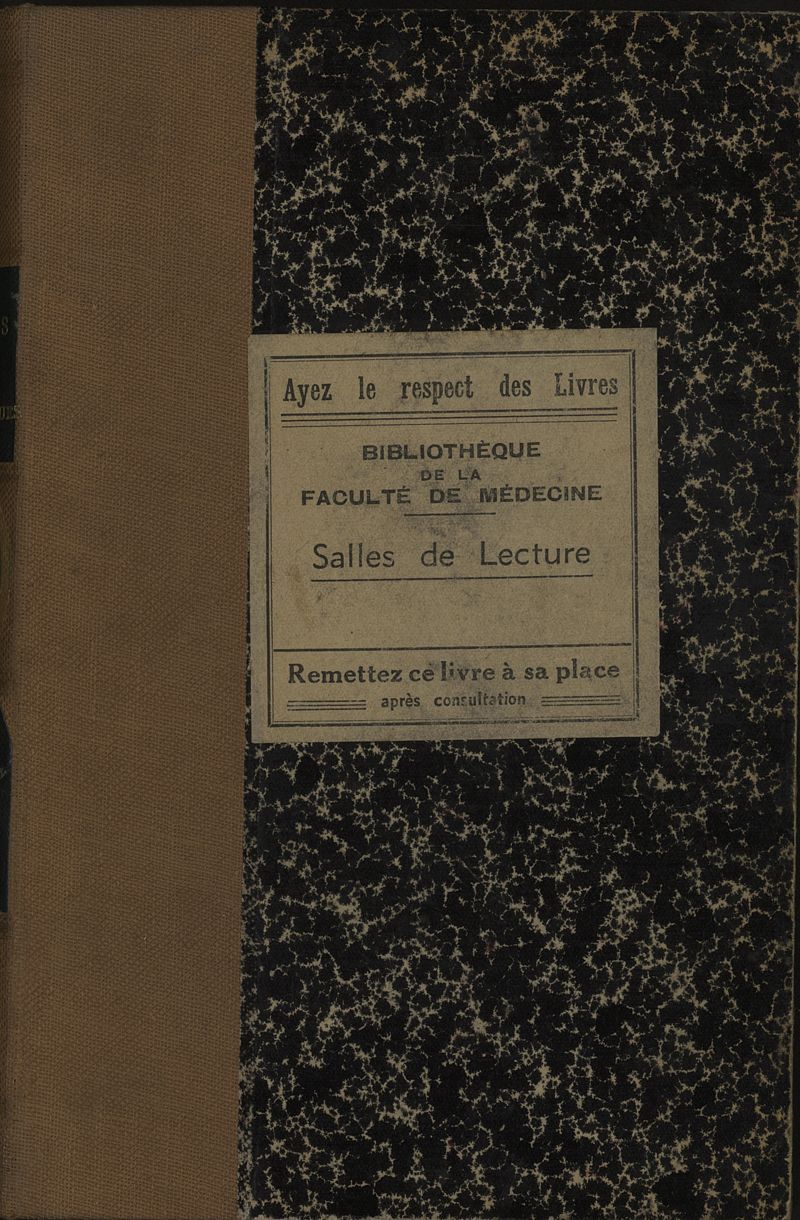 Ayez le respect des Livres
BIBLIOTHÈQUE
DE LA
FACULTÉ DE MÉDECINE
Salles de Lecture
Remettez ce livre à sa place
après consultation